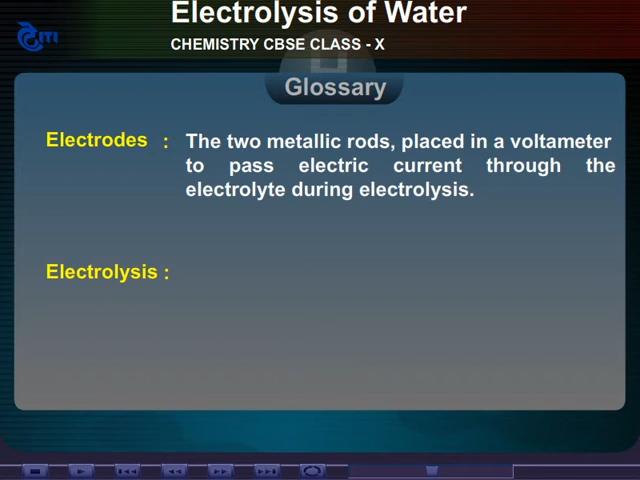 Electrolysis of Water
ITI
CHEMISTRY CBSE CLASS - X
Glossary
Electrodes : The two metallic rods, placed in a voltameter
to pass electric current through the
electrolyte during electrolysis.
Electrolysis :